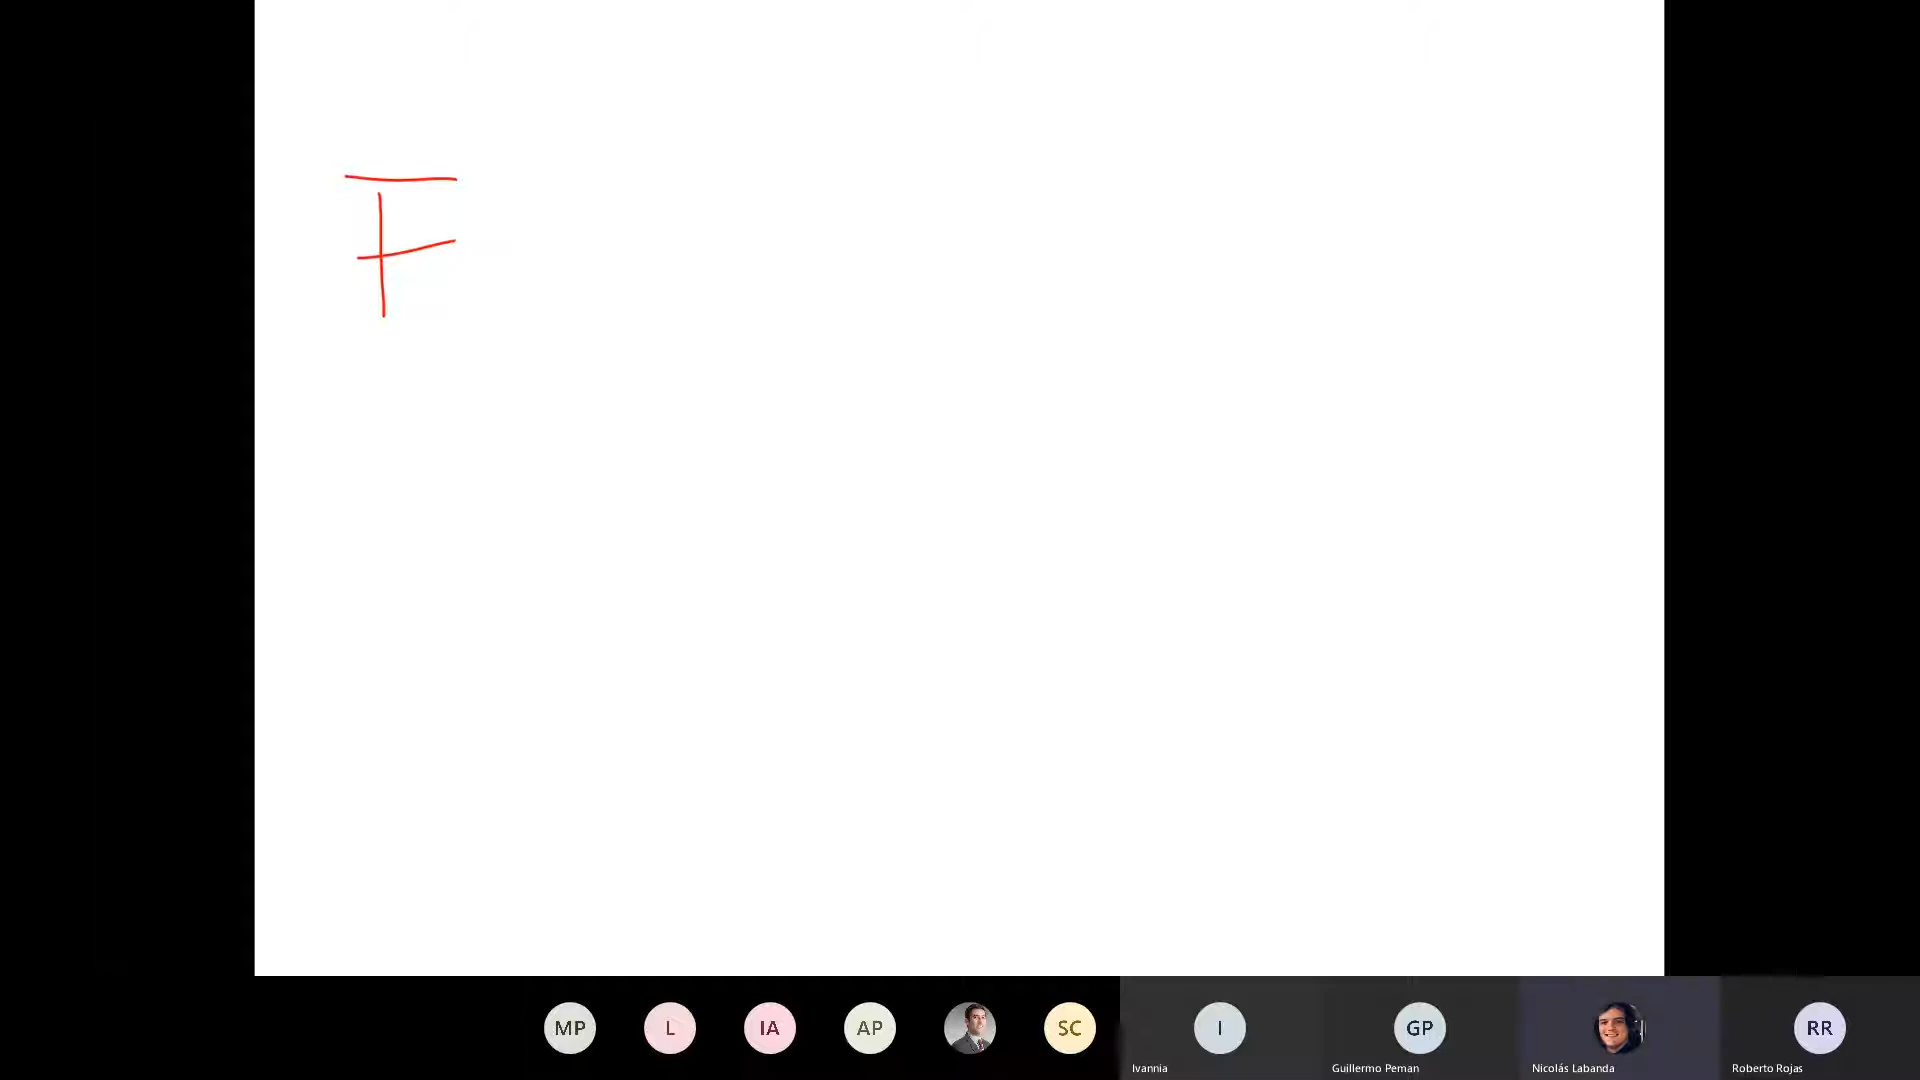 F
MP L IA AP SC I GP RR
Ivannia Guillermo Peman Nicolás Labanda Roberto Rojas